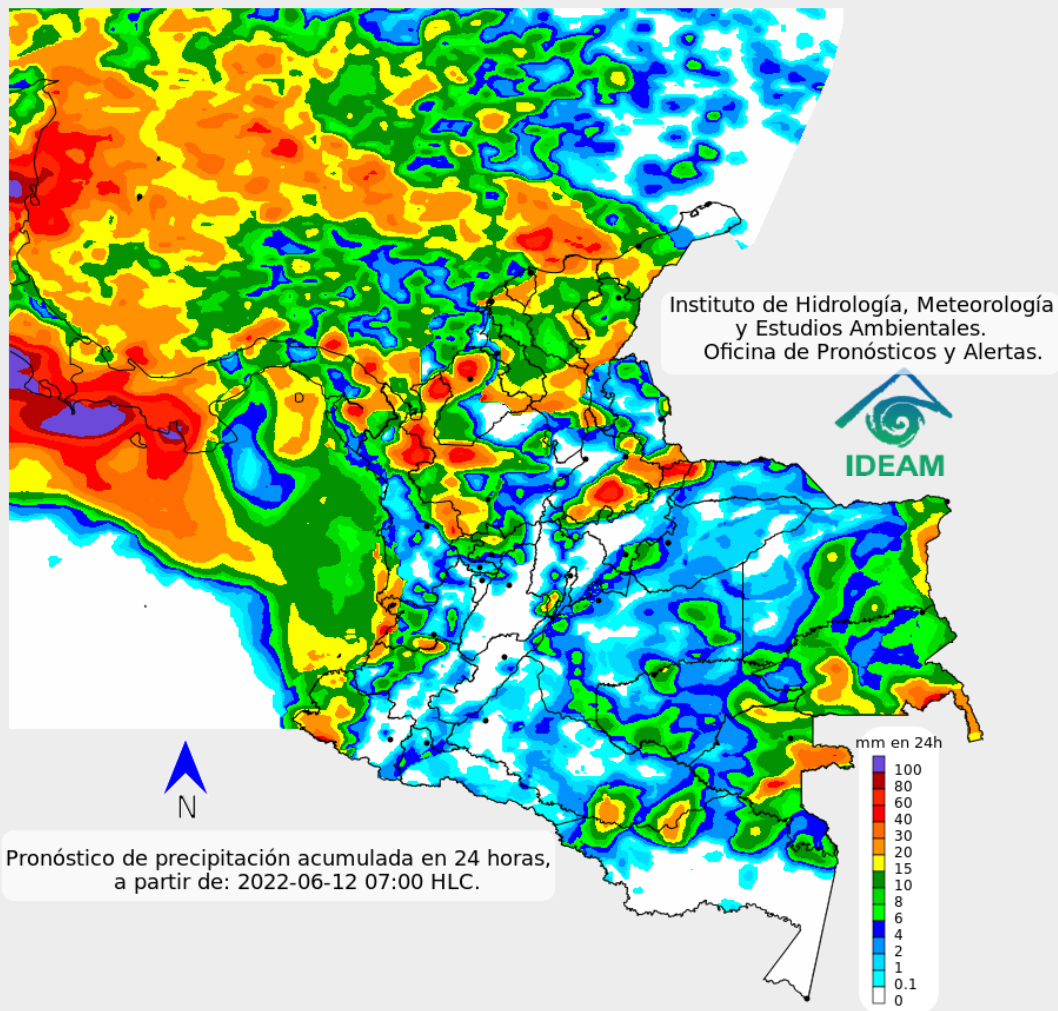 Instituto de Hidrología, Meteorología
y Estudios Ambientales.
Oficina de Pronósticos y Alertas.
IDEAM
mm en 24h
100
80
60
40
30
20
15
10
8
6
4
2
1
0.1
0
N
Pronóstico de precipitación acumulada en 24 horas,
a partir de: 2022-06-12 07:00 HLC.